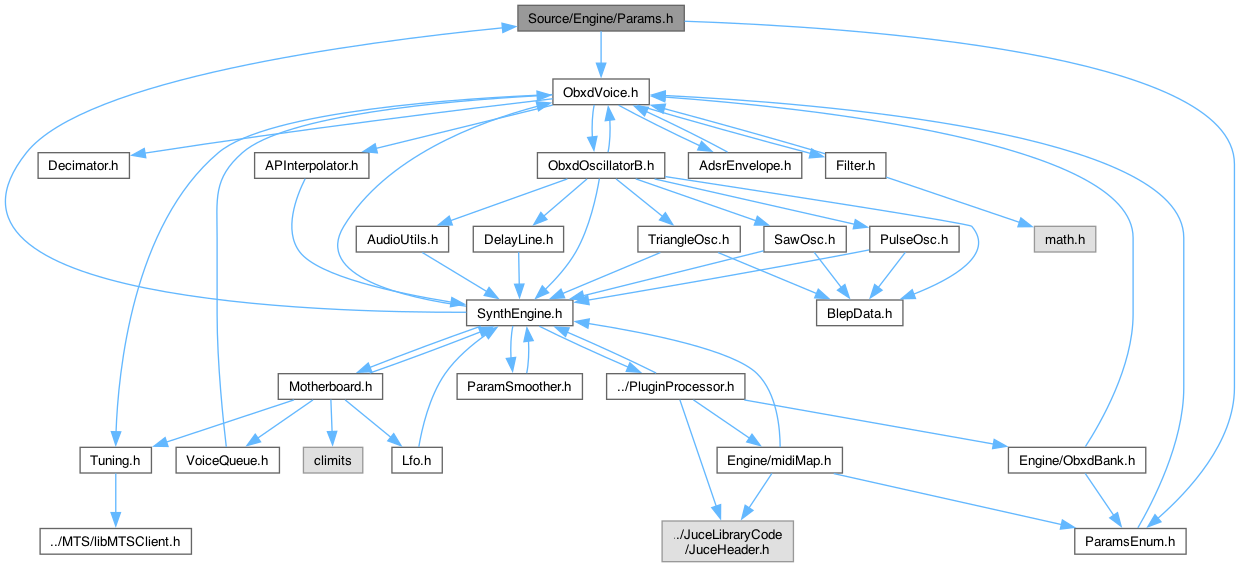 Source/Engine/Params.h
ObxdVoice.h
Decimator.h
APInterpolator.h
ObxdOscillatorB.h
AdsrEnvelope.h
Filter.h
AudioUtils.h
DelayLine.h
TriangleOsc.h
SawOsc.h
PulseOsc.h
math.h
SynthEngine.h
BlepData.h
Motherboard.h
ParamSmoother.h
../PluginProcessor.h
Tuning.h
VoiceQueue.h
climits
Lfo.h
Engine/midiMap.h
Engine/ObxdBank.h
../MTS/libMTSClient.h
../JuceLibraryCode
/JuceHeader.h
ParamsEnum.h